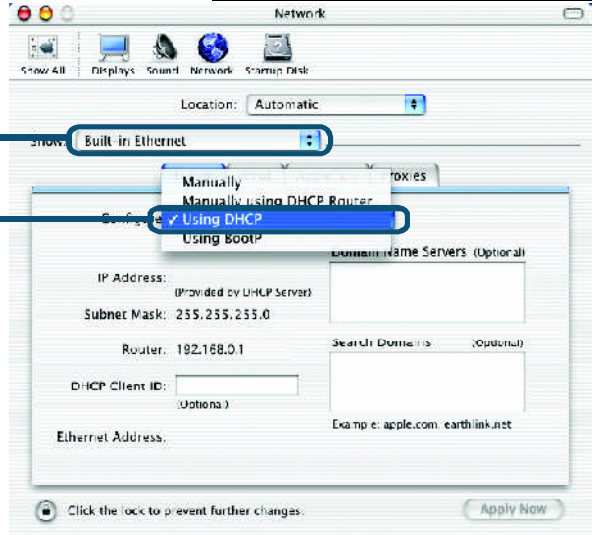 Network
Show All Displays Sound Network Startup Disk
Location: Automatic
Show: Built-in Ethernet
Proxies
Manually
Manually using DHCP Router
Configure ✓ Using DHCP
Using BootP
Domain Name Servers (Optional)
IP Address:
(Provided by DHCP Server)
Subnet Mask: 255.255.255.0
Search Domains (Optional)
Router: 192.168.0.1
DHCP Client ID:
(Optional)
Example: apple.com, earthlink.net
Ethernet Address:
Click the lock to prevent further changes.
Apply Now